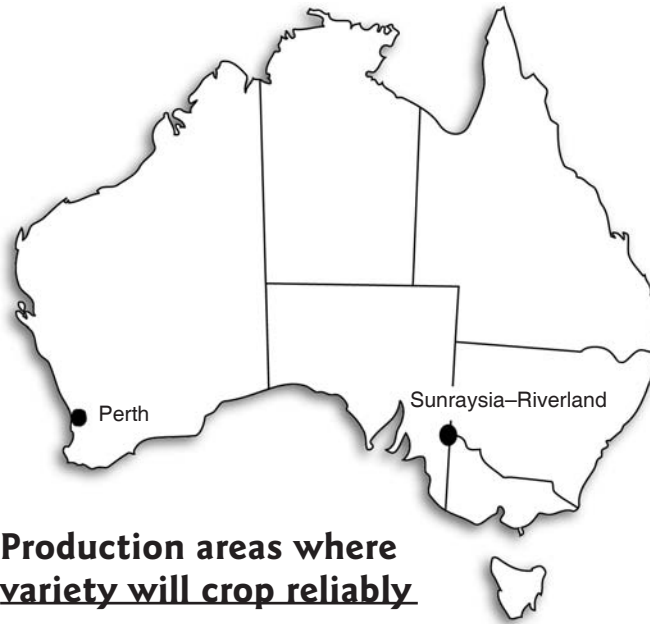 Perth
Sunraysia–Riverland
Production areas where
variety will crop reliably